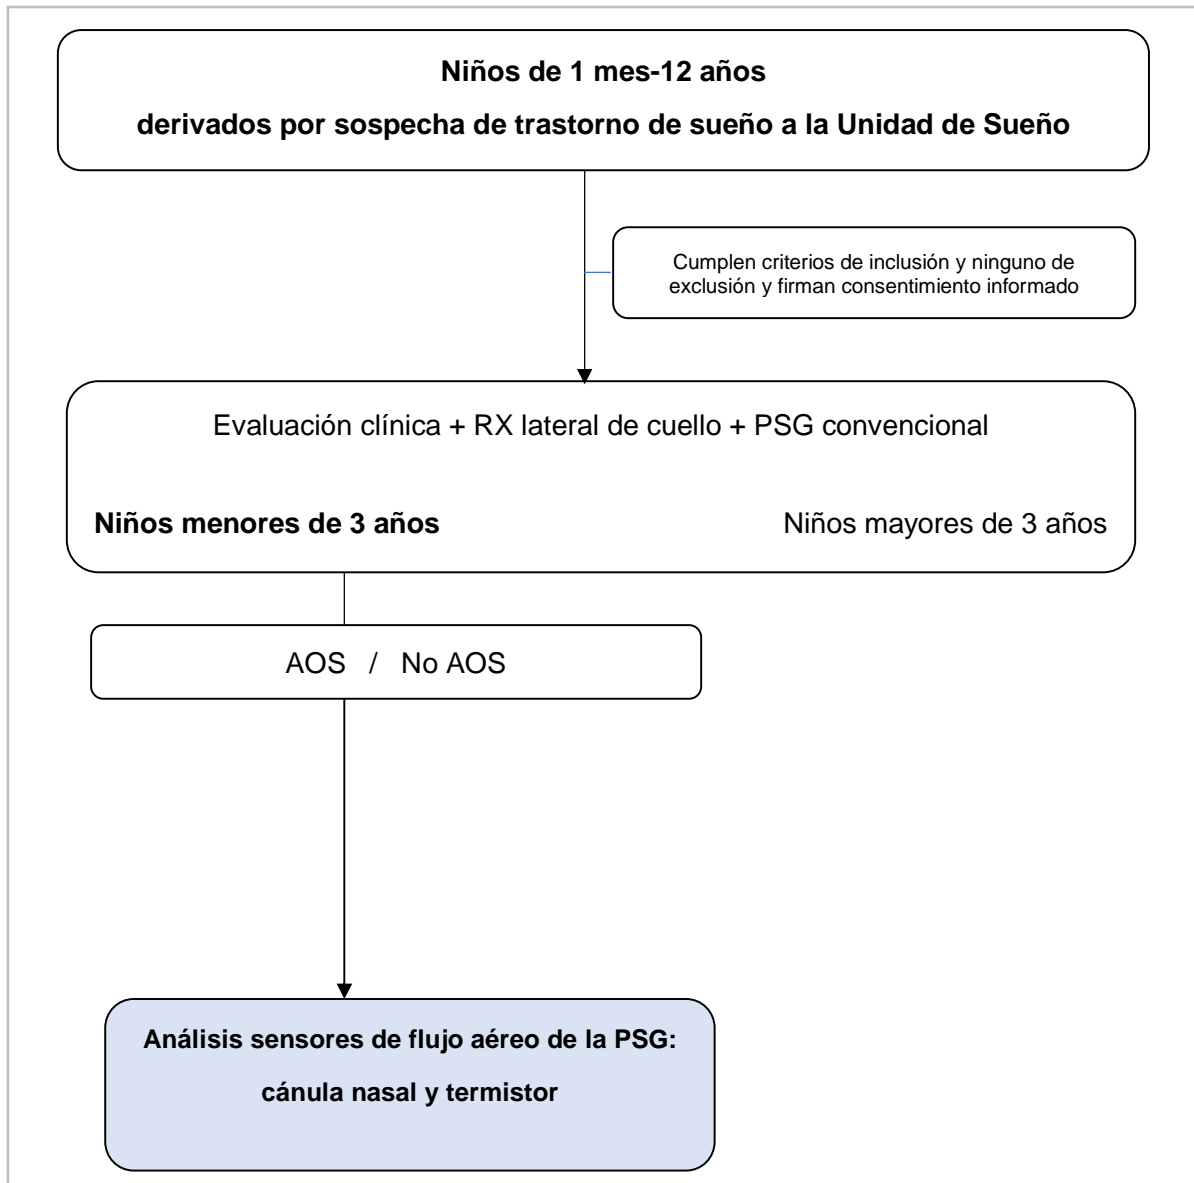 Niños de 1 mes-12 años
derivados por sospecha de trastorno de sueño a la Unidad de Sueño
Cumplen criterios de inclusión y ninguno de
exclusión y firman consentimiento informado
Evaluación clínica + RX lateral de cuello + PSG convencional
Niños menores de 3 años
Niños mayores de 3 años
AOS / No AOS
Análisis sensores de flujo aéreo de la PSG:
cánula nasal y termistor